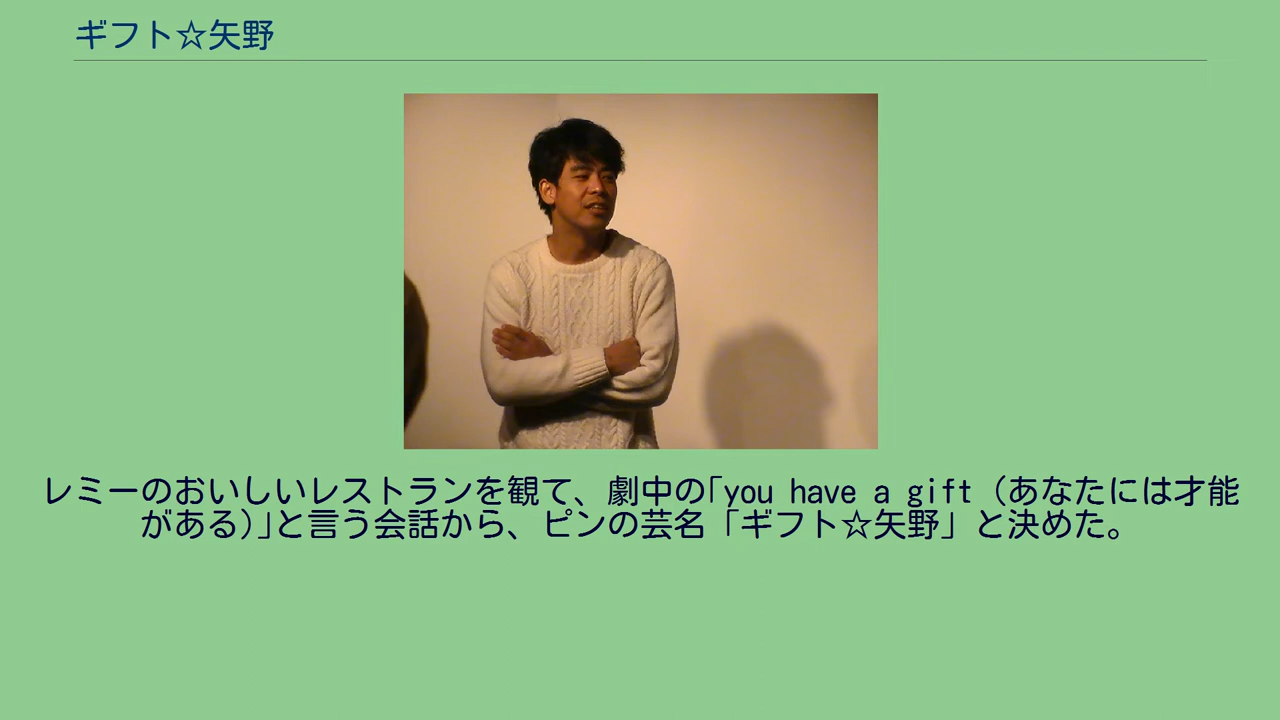 ギフト☆矢野
レミーのおいしいレストランを観て、劇中の｢you have a gift（あなたには才能
がある）｣と言う会話から、ピンの芸名「ギフト☆矢野」と決めた。